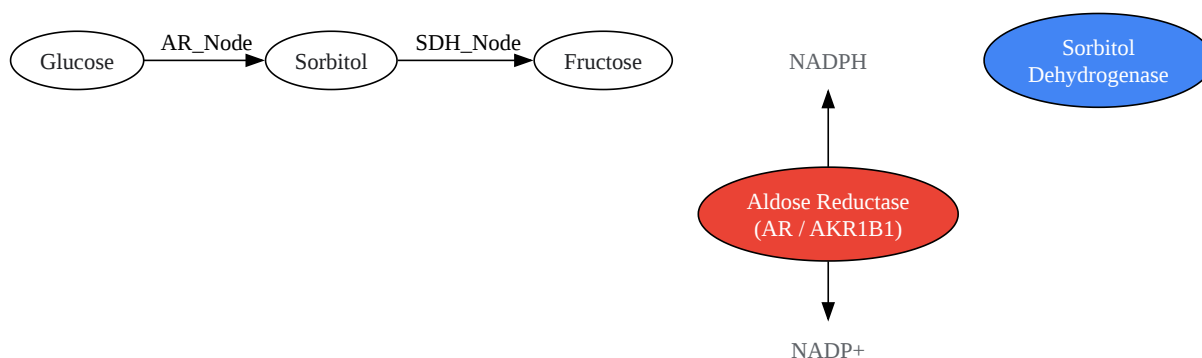 Glucose
AR_Node
Sorbitol
SDH_Node
Fructose
NADPH
Sorbitol
Dehydrogenase
Aldose Reductase
(AR / AKR1B1)
NADP+